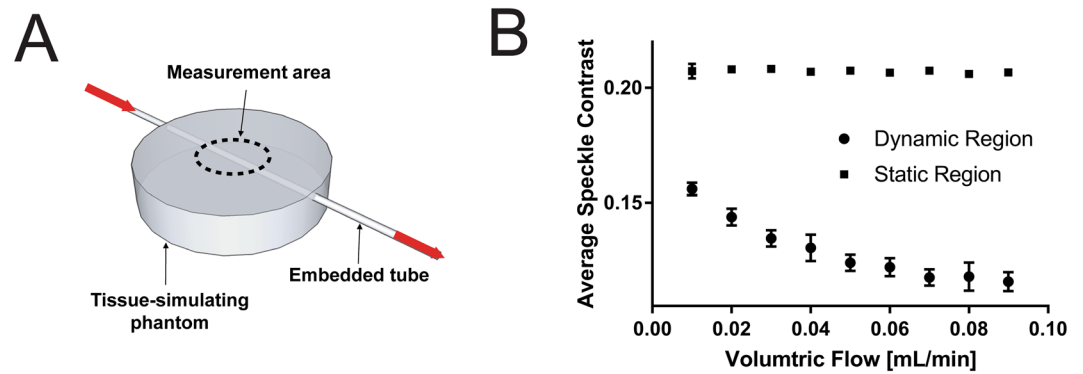 A
Measurement area
Embedded tube
Tissue-simulating
phantom
B
Average Speckle Contrast
0.20
0.15
Dynamic Region
Static Region
0.00
0.02
0.04
0.06
0.08
0.10
Volumtric Flow [mL/min]